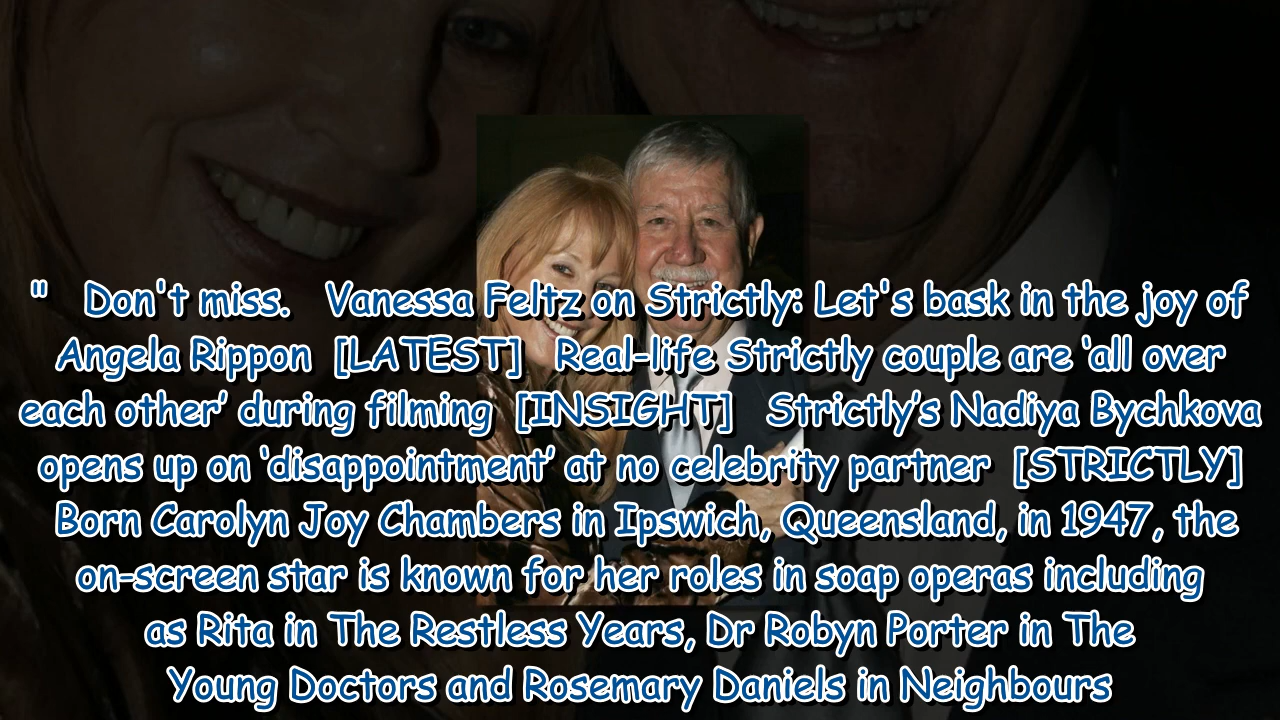 " Don't miss. Vanessa Feltz on Strictly: Let's bask in the joy of
Angela Rippon [LATEST] Real-life Strictly couple are ‘all over
each other’ during filming [INSIGHT] Strictly’s Nadiya Bychkova
opens up on ‘disappointment’ at no celebrity partner [STRICTLY]
Born Carolyn Joy Chambers in Ipswich, Queensland, in 1947, the
on-screen star is known for her roles in soap operas including
as Rita in The Restless Years, Dr Robyn Porter in The
Young Doctors and Rosemary Daniels in Neighbours